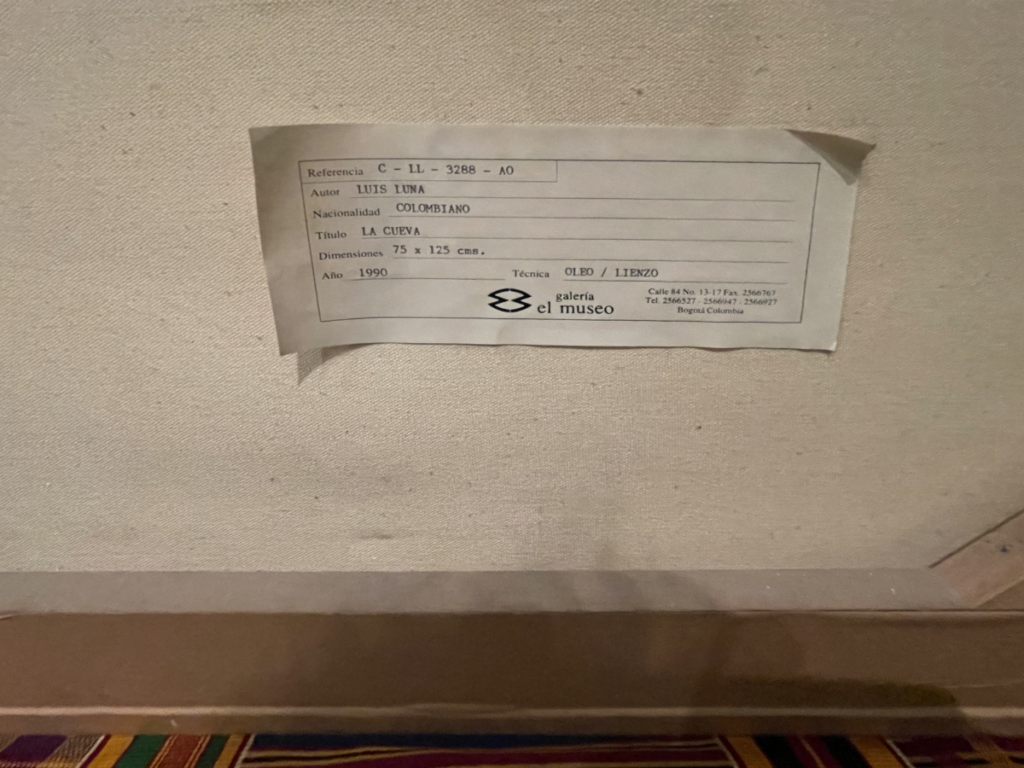 Referencia C - LL - 3288 - AO
Autor LUIS LUNA
Nacionalidad COLOMBIANO
Título LA CUEVA
Dimensiones 75 x 125 cms.
Año 1990 Técnica OLEO / LIENZO
galería
el museo
Calle 84 No. 13-17 Fax. 2566767
Tel. 2566527 - 2566947 - 2566927
Bogotá Colombia